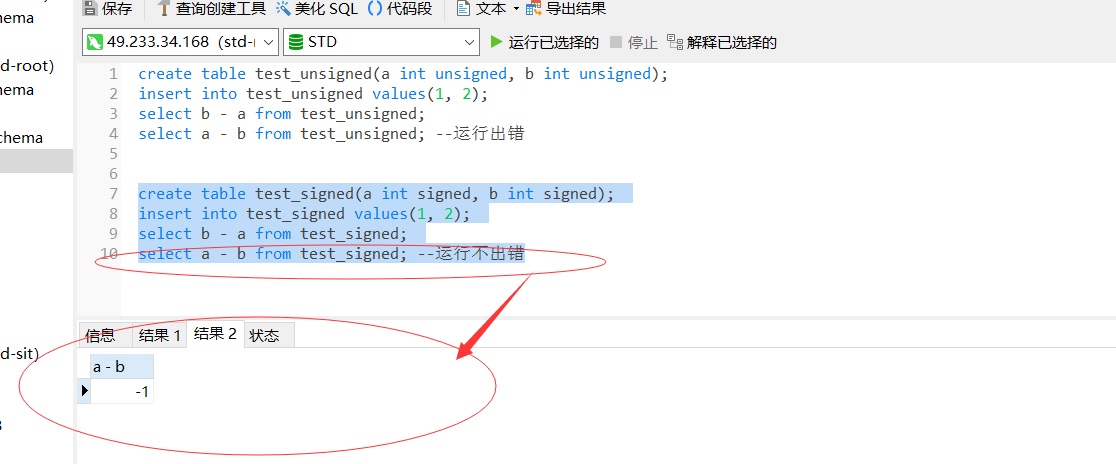 hema
保存 查询创建工具 美化 SQL () 代码段 文本 导出结果
49.233.34.168 (std-r STD 运行已选择的 停止 解释已选择的
d-root)
ema
chema
1 create table test_unsigned(a int unsigned, b int unsigned);
2 insert into test_unsigned values(1, 2);
3 select b - a from test_unsigned;
4 select a - b from test_unsigned; --运行出错
5
6
7 create table test_signed(a int signed, b int signed);
8 insert into test_signed values(1, 2);
9 select b - a from test_signed;
10 select a - b from test_signed; --运行不出错
信息 结果 1 结果 2 状态
d-sit)
a - b
-1